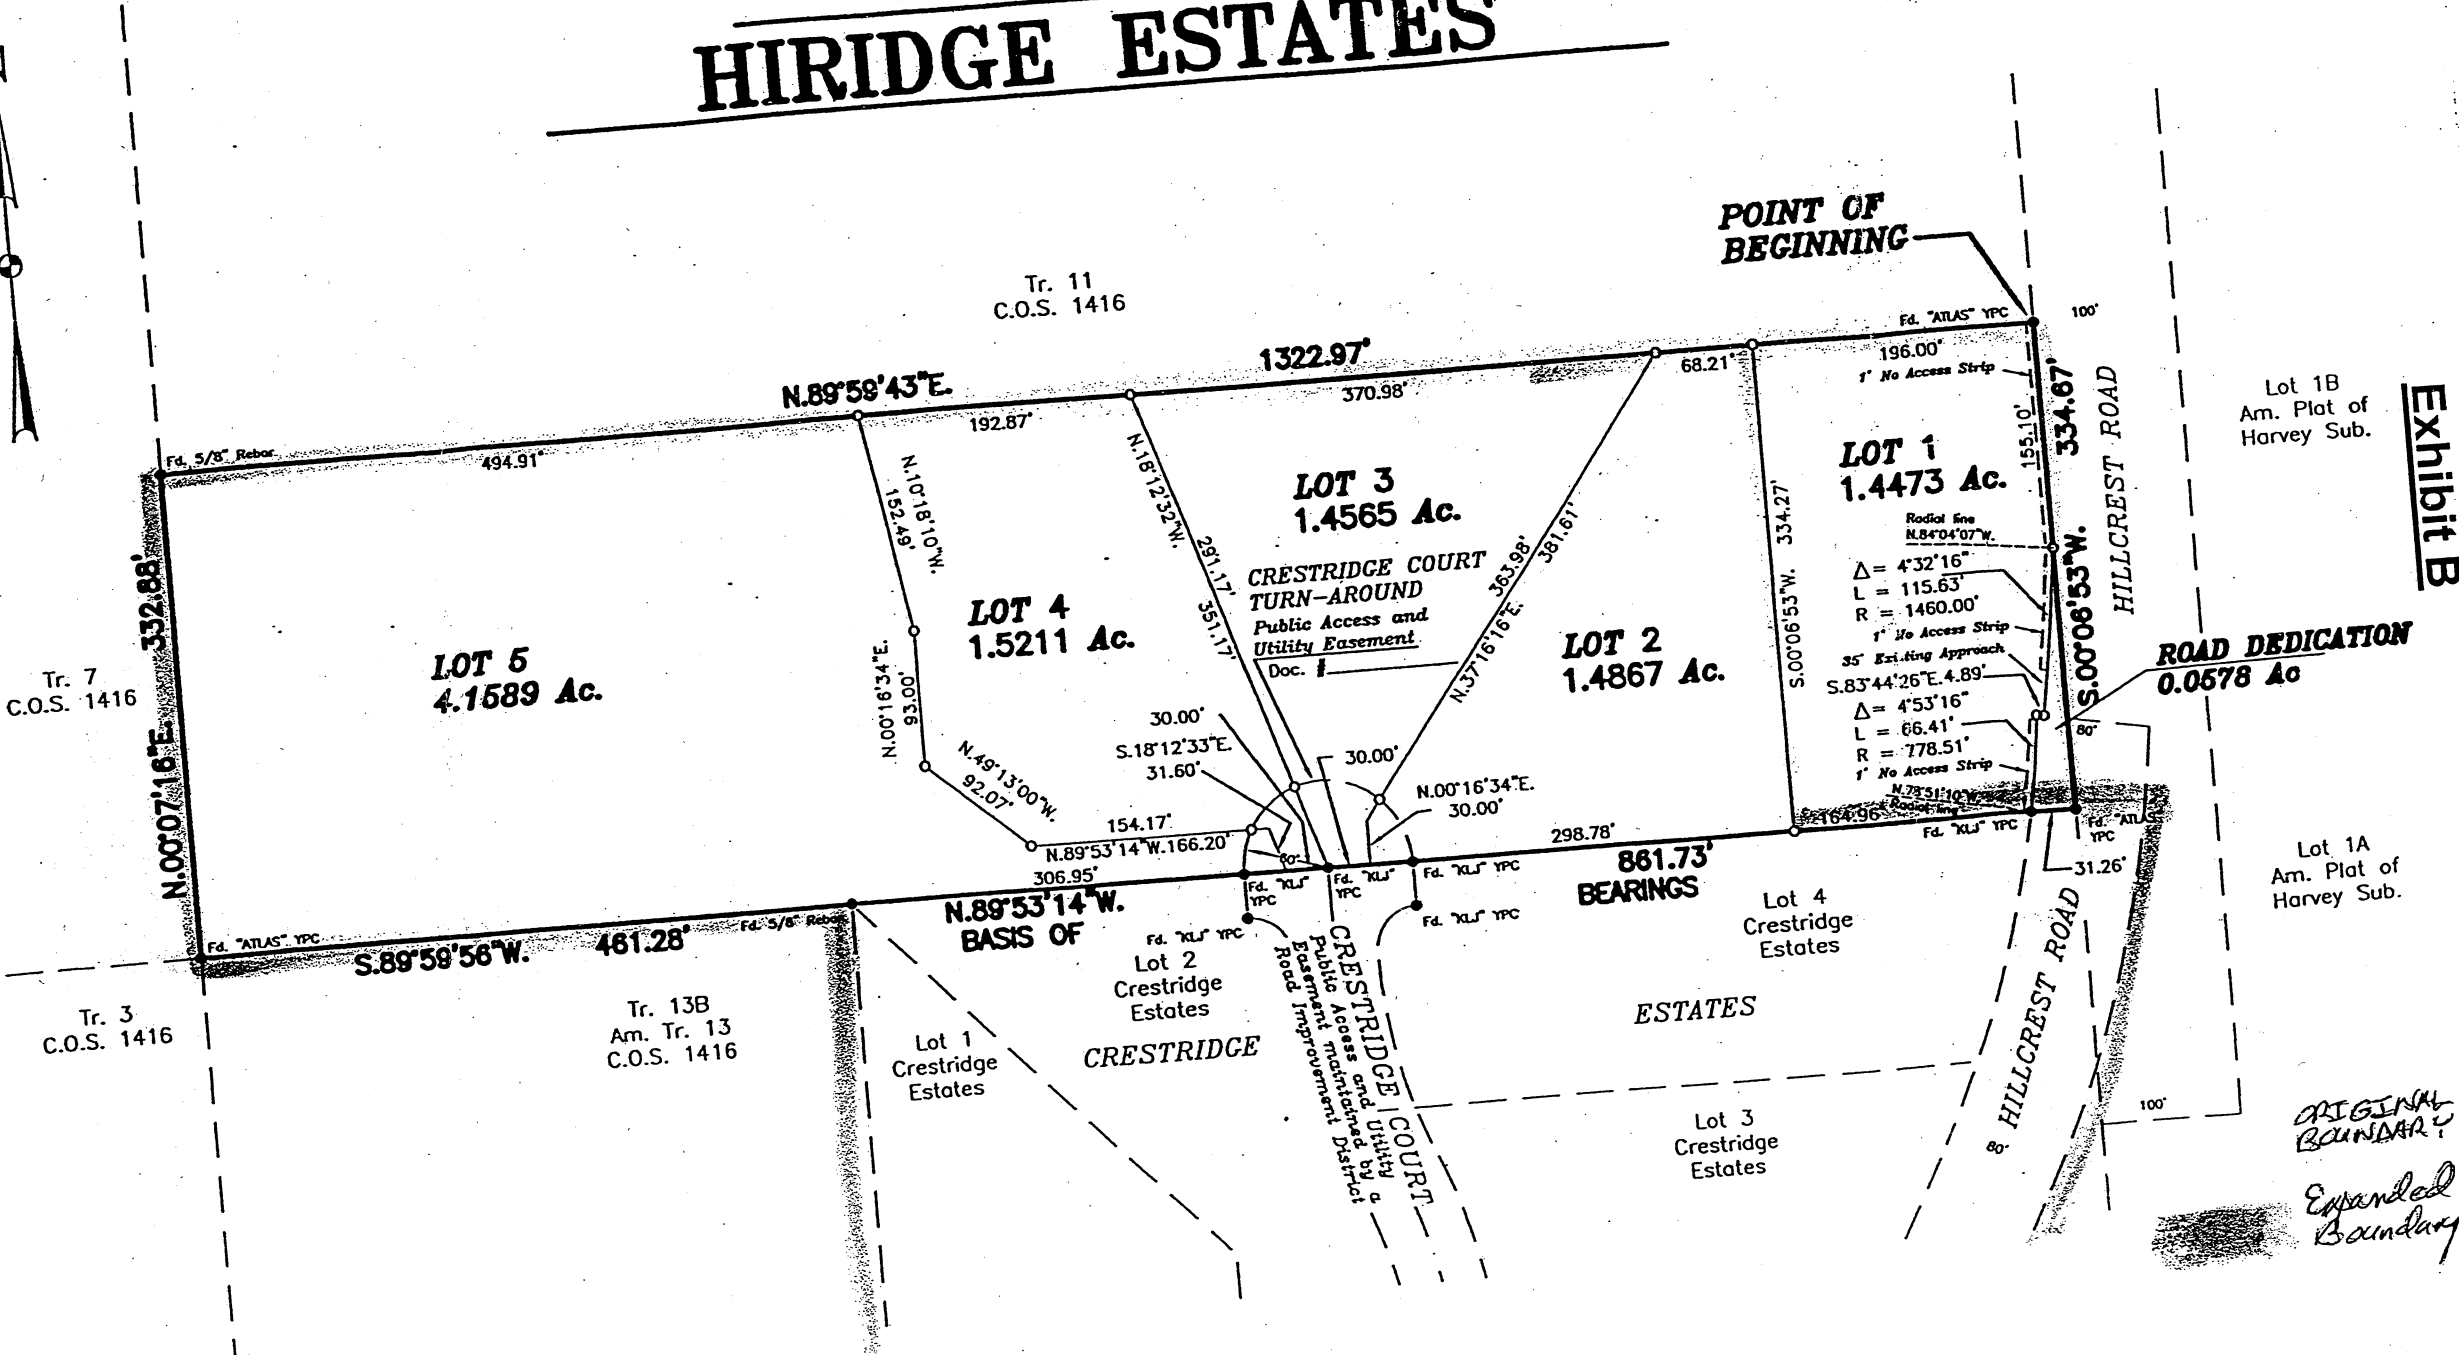 HIRIDGE ESTATES
POINT OF
BEGINNING
Tr. 11
C.O.S. 1416
Fd. "ATLAS" YPC
100'
1322.97'
N.89°59'43"E.
494.91'
192.87'
370.98'
68.21'
196.00'
1' No Access Strip
Fd. 5/8" Rebar
Lot 1B
Am. Plat of
Harvey Sub.
Exhibit B
LOT 1
1.4473 Ac.
155.10'
334.67'
S.00°06'53"W.
HILLCREST ROAD
Radial line
N.84°04'07"W.
Δ= 4°32'16"
L = 115.63'
R = 1460.00'
1' No Access Strip
35' Existing Approach
S.83°44'26"E. 4.89'
Δ= 4°53'16"
L = 66.41'
R = 778.51'
1' No Access Strip
Radial line
ROAD DEDICATION
0.0578 Ac
80'
S.00°06'53"W. 334.27'
LOT 2
1.4867 Ac.
LOT 3
1.4565 Ac.
CRESTRIDGE COURT
TURN-AROUND
Public Access and
Utility Easement
Doc. #
363.98'
381.61'
N.37°16'16"E.
N.18°12'32"W.
291.17'
351.17'
LOT 4
1.5211 Ac.
N.10°18'10"W.
152.49'
N.00°16'34"E.
93.00'
N.49°13'00"W.
92.07'
LOT 5
4.1589 Ac.
332.88'
N.00°07'16"E.
Tr. 7
C.O.S. 1416
30.00'
S.18°12'33"E.
31.60'
30.00'
N.00°16'34"E.
30.00'
154.17'
N.89°53'14"W. 166.20'
60'
306.95'
298.78'
164.96'
861.73'
N.89°53'14"W.
BASIS OF
BEARINGS
Fd. "KLJ" YPC
Fd. "KLJ" YPC
Fd. "KLJ" YPC
Fd. "KLJ" YPC
Fd. "KLJ" YPC
Fd. "KLJ" YPC
31.26'
Fd. "ATLAS" YPC
Fd. 5/8" Rebar
S.89°59'56"W. 461.28'
Tr. 3
C.O.S. 1416
Tr. 13B
Am. Tr. 13
C.O.S. 1416
Lot 1
Crestridge
Estates
Lot 2
Crestridge
Estates
CRESTRIDGE
CRESTRIDGE COURT
Public Access and Utility
Easement maintained by a
Road Improvement District
ESTATES
Lot 4
Crestridge
Estates
Lot 3
Crestridge
Estates
HILLCREST ROAD
80'
100'
Lot 1A
Am. Plat of
Harvey Sub.
ORIGINAL
BOUNDARY
Expanded
Boundary